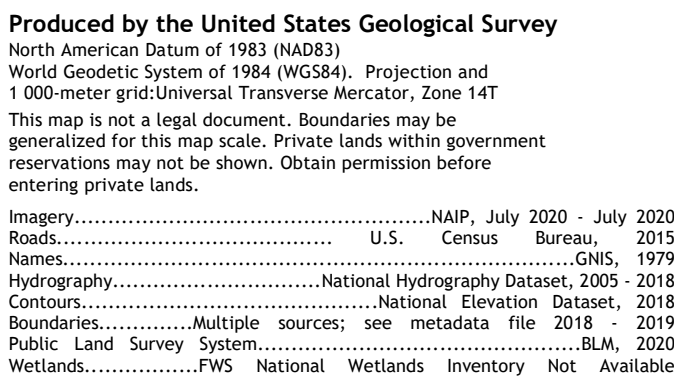 Produced by the United States Geological Survey
North American Datum of 1983 (NAD83)
World Geodetic System of 1984 (WGS84). Projection and
1 000-meter grid:Universal Transverse Mercator, Zone 14T
This map is not a legal document. Boundaries may be
generalized for this map scale. Private lands within government
reservations may not be shown. Obtain permission before
entering private lands.
Imagery.....................................................NAIP, July 2020 - July 2020
Roads......................................... U.S. Census Bureau, 2015
Names............................................................................GNIS, 1979
Hydrography...............................National Hydrography Dataset, 2005 - 2018
Contours............................................National Elevation Dataset, 2018
Boundaries..............Multiple sources; see metadata file 2018 - 2019
Public Land Survey System................................................BLM, 2020
Wetlands.................FWS National Wetlands Inventory Not Available